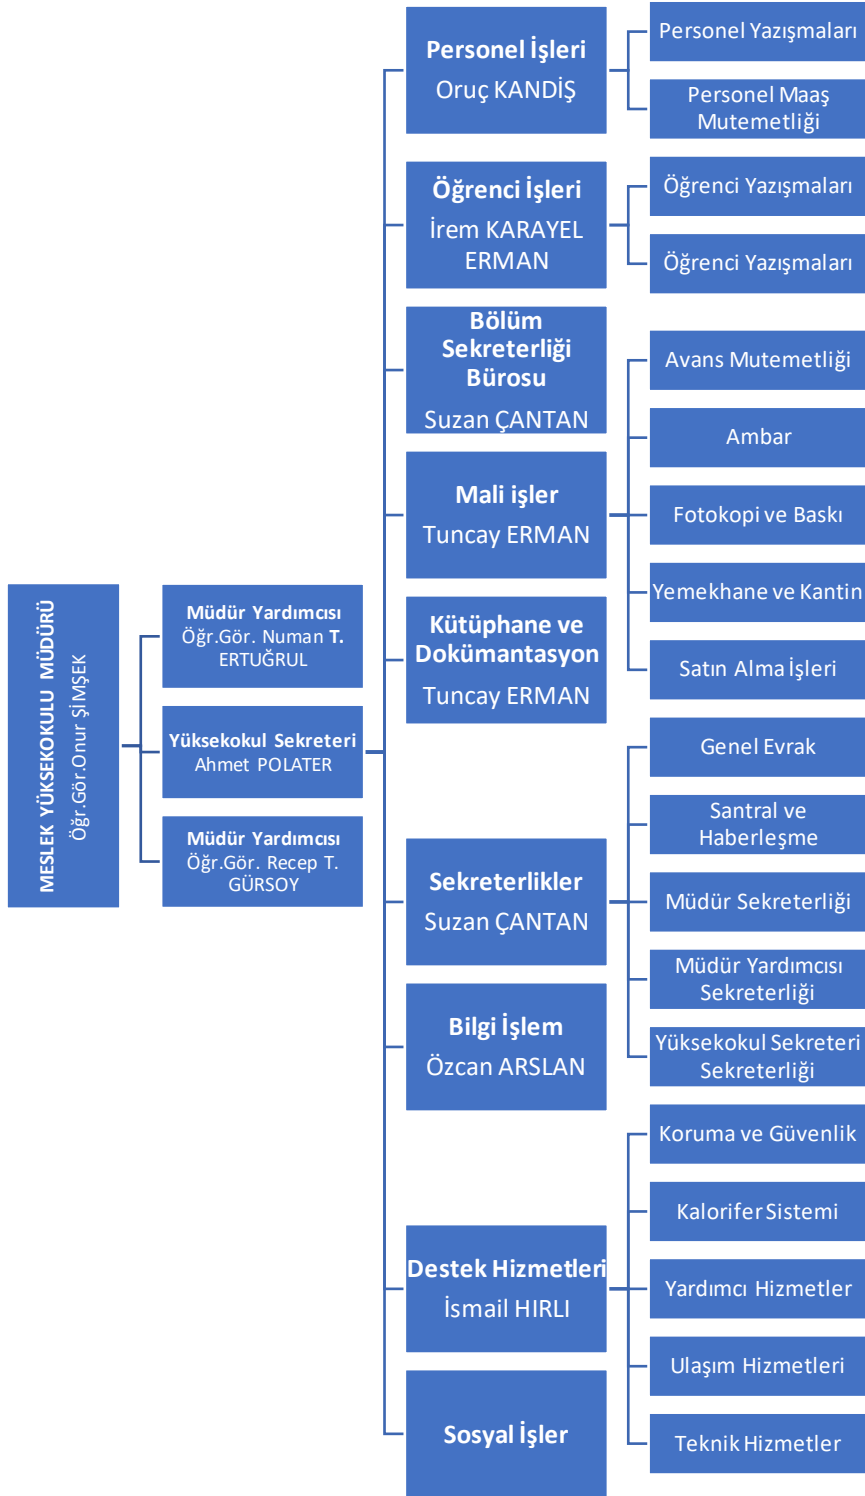 MESLEK YÜKSEKOKULU MÜDÜRÜ
Öğr.Gör.Onur ŞİMŞEK
Müdür Yardımcısı
Öğr.Gör. Numan T.
ERTUĞRUL
Yüksekokul Sekreteri
Ahmet POLATER
Müdür Yardımcısı
Öğr.Gör. Recep T.
GÜRSOY
Personel İşleri
Oruç KANDİŞ
Personel Yazışmaları
Personel Maaş
Mutemetliği
Öğrenci İşleri
İrem KARAYEL
ERMAN
Öğrenci Yazışmaları
Öğrenci Yazışmaları
Bölüm
Sekreterliği
Bürosu
Suzan ÇANTAN
Mali işler
Tuncay ERMAN
Avans Mutemetliği
Ambar
Fotokopi ve Baskı
Yemekhane ve Kantin
Satın Alma İşleri
Kütüphane ve
Dokümantasyon
Tuncay ERMAN
Sekreterlikler
Suzan ÇANTAN
Genel Evrak
Santral ve
Haberleşme
Müdür Sekreterliği
Müdür Yardımcısı
Sekreterliği
Yüksekokul Sekreteri
Sekreterliği
Bilgi İşlem
Özcan ARSLAN
Destek Hizmetleri
İsmail HIRLI
Koruma ve Güvenlik
Kalorifer Sistemi
Yardımcı Hizmetler
Ulaşım Hizmetleri
Teknik Hizmetler
Sosyal İşler